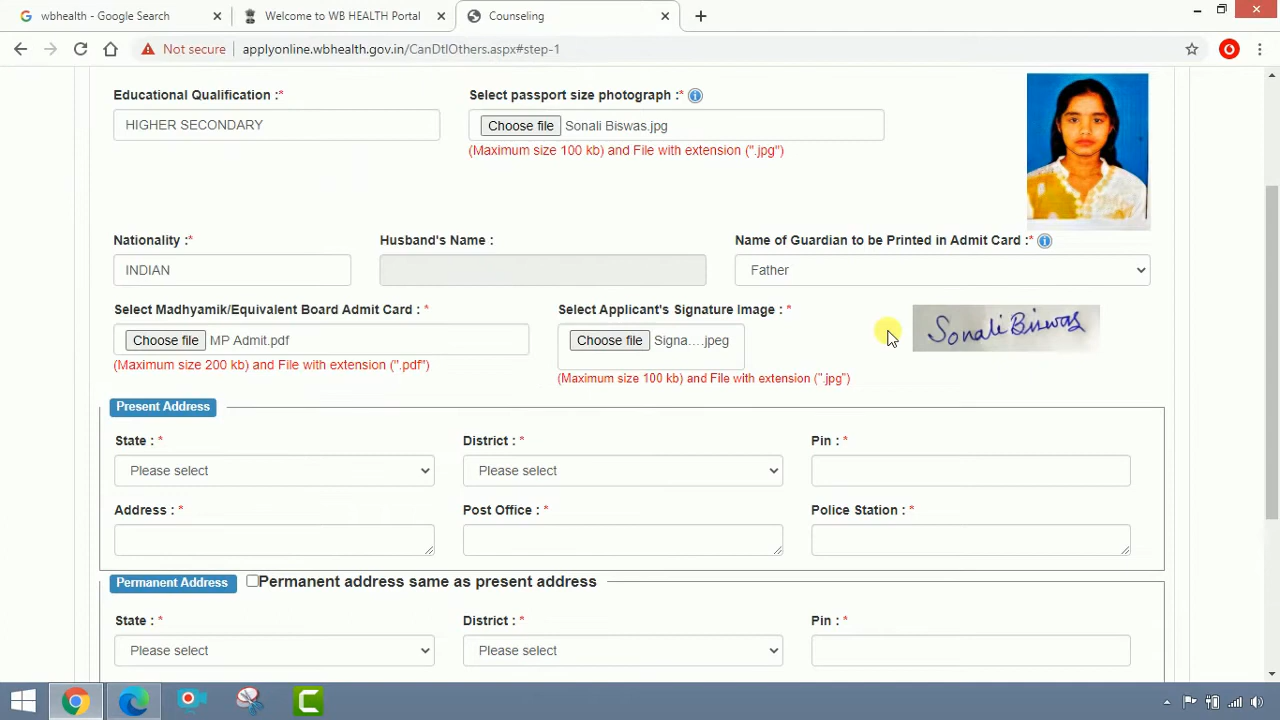 wbhealth - Google Search
Welcome to WB HEALTH Portal
Counseling
Not secure
applyonline.wbhealth.gov.in/CanDtlOthers.aspx#step-1
Educational Qualification :*
Select passport size photograph :*
HIGHER SECONDARY
Choose file Sonali Biswas.jpg
(Maximum size 100 kb) and File with extension (".jpg")
Nationality :*
Husband's Name :
Name of Guardian to be Printed in Admit Card :*
INDIAN
Father
Select Madhyamik/Equivalent Board Admit Card : *
Select Applicant's Signature Image : *
Sonali Biswas
Choose file MP Admit.pdf
Choose file Signa....jpeg
(Maximum size 200 kb) and File with extension (".pdf")
(Maximum size 100 kb) and File with extension (".jpg")
Present Address
State : *
District : *
Pin : *
Please select
Please select
Address : *
Post Office : *
Police Station : *
Permanent Address
Permanent address same as present address
State : *
District : *
Pin : *
Please select
Please select